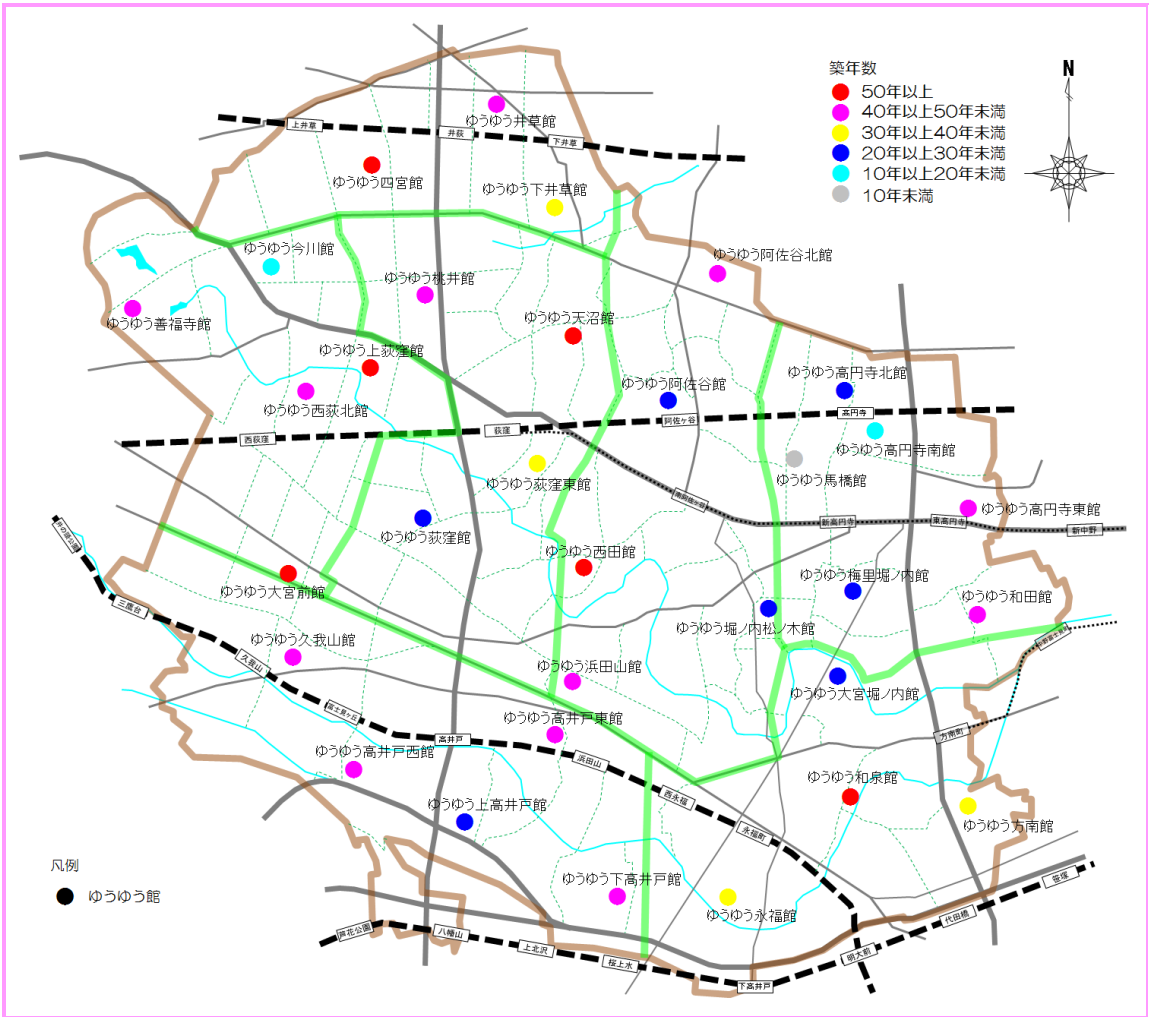 N
築年数
50年以上
40年以上50年未満
30年以上40年未満
20年以上30年未満
10年以上20年未満
10年未満
ゆうゆう井草館
上井草
井荻
下井草
ゆうゆう四宮館
ゆうゆう下井草館
ゆうゆう今川館
ゆうゆう阿佐谷北館
ゆうゆう桃井館
ゆうゆう善福寺館
ゆうゆう天沼館
ゆうゆう上荻窪館
ゆうゆう高円寺北館
ゆうゆう阿佐谷館
ゆうゆう西荻北館
高円寺
阿佐ヶ谷
荻窪
西荻窪
ゆうゆう高円寺南館
ゆうゆう馬橋館
ゆうゆう荻窪東館
南阿佐ヶ谷
ゆうゆう高円寺東館
新高円寺
東高円寺
新中野
井の頭公園
ゆうゆう荻窪館
ゆうゆう西田館
ゆうゆう梅里堀ノ内館
ゆうゆう大宮前館
ゆうゆう和田館
三鷹台
ゆうゆう堀ノ内松ノ木館
中野富士見町
ゆうゆう久我山館
久我山
ゆうゆう浜田山館
ゆうゆう大宮堀ノ内館
富士見ヶ丘
ゆうゆう高井戸東館
高井戸
方南町
ゆうゆう高井戸西館
浜田山
ゆうゆう和泉館
西永福
ゆうゆう上高井戸館
永福町
ゆうゆう方南館
凡例
ゆうゆう館
ゆうゆう下高井戸館
ゆうゆう永福館
笹塚
代田橋
芦花公園
八幡山
上北沢
桜上水
明大前
下高井戸